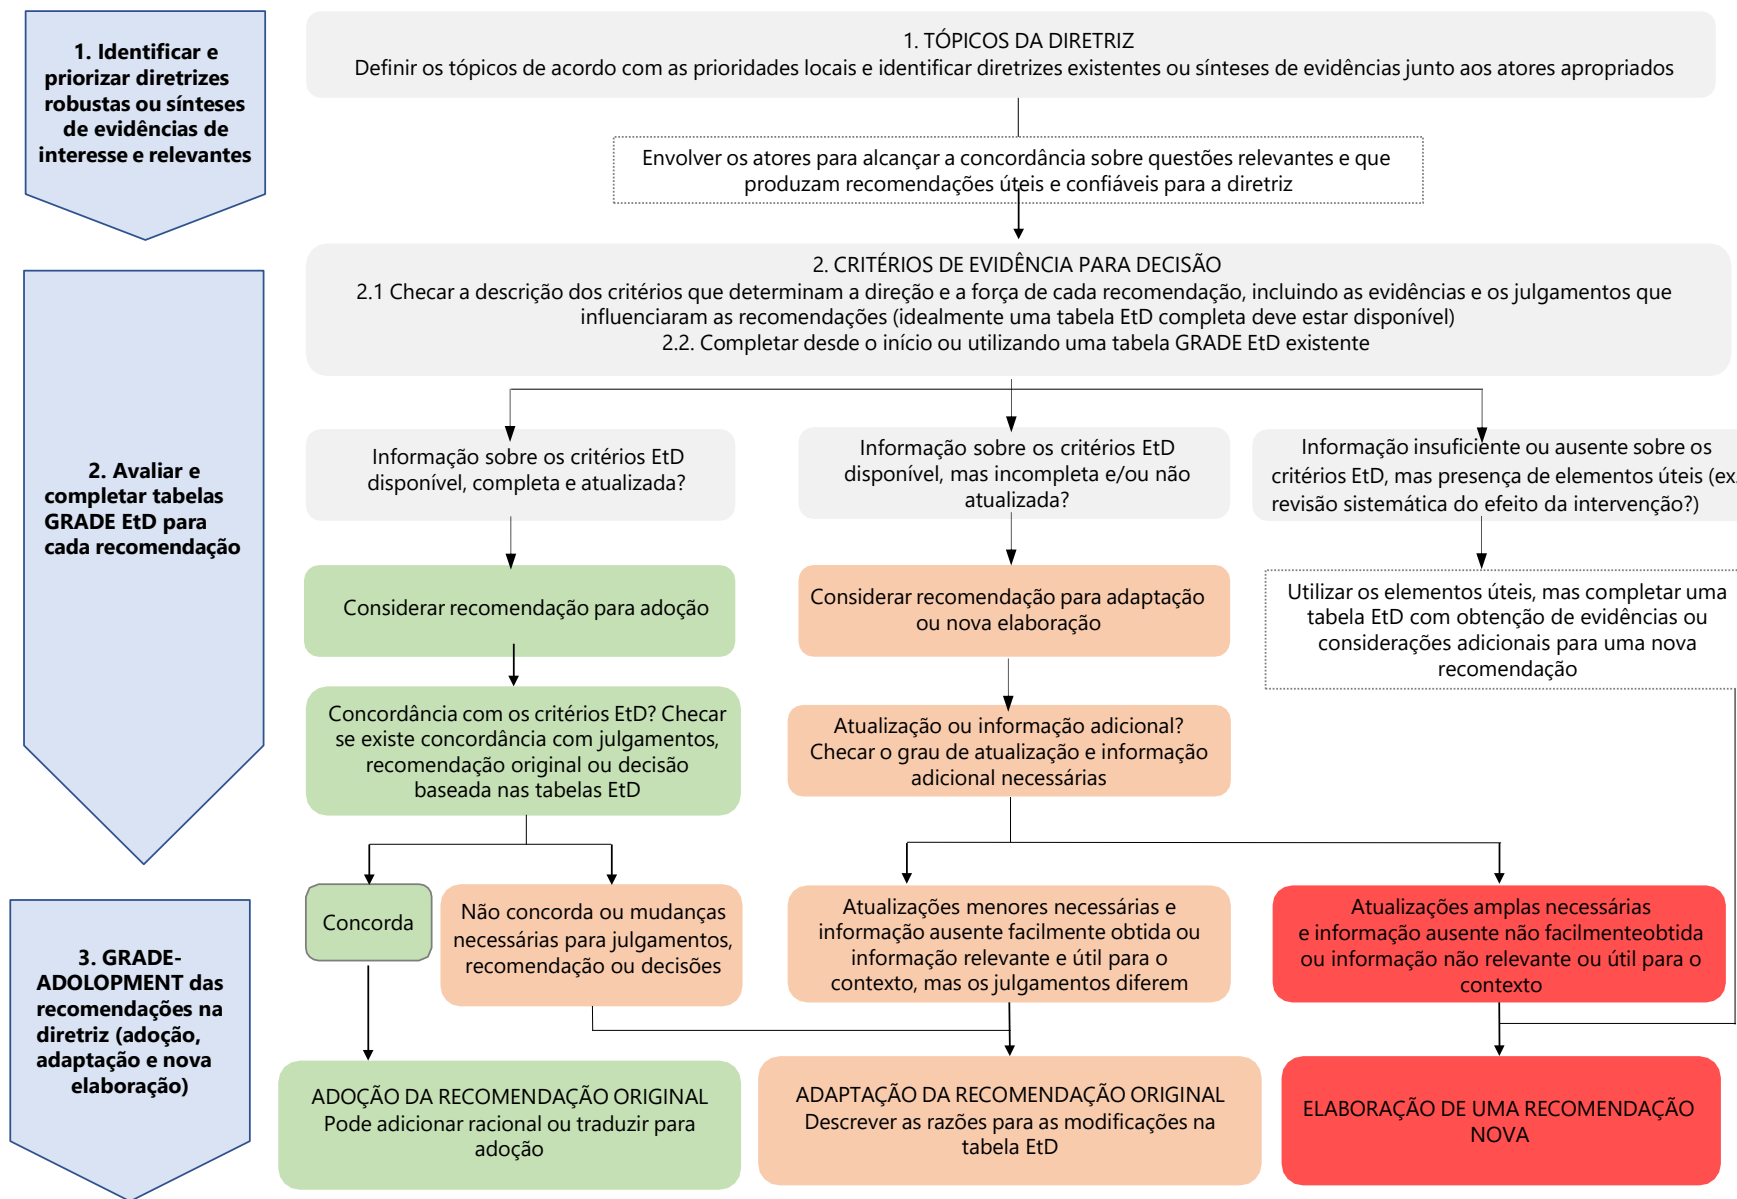 1. Identificar e
priorizar diretrizes
robustas ou sínteses
de evidências de
interesse e relevantes
1. TÓPICOS DA DIRETRIZ
Definir os tópicos de acordo com as prioridades locais e identificar diretrizes existentes ou sínteses de evidências junto aos atores apropriados
Envolver os atores para alcançar a concordância sobre questões relevantes e que
produzam recomendações úteis e confiáveis para a diretriz
2. CRITÉRIOS DE EVIDÊNCIA PARA DECISÃO
2.1 Checar a descrição dos critérios que determinam a direção e a força de cada recomendação, incluindo as evidências e os julgamentos que
influenciaram as recomendações (idealmente uma tabela EtD completa deve estar disponível)
2.2. Completar desde o início ou utilizando uma tabela GRADE EtD existente
2. Avaliar e
completar tabelas
GRADE EtD para
cada recomendação
Informação sobre os critérios EtD
disponível, completa e atualizada?
Informação sobre os critérios EtD
disponível, mas incompleta e/ou não
atualizada?
Informação insuficiente ou ausente sobre os
critérios EtD, mas presença de elementos úteis (ex.
revisão sistemática do efeito da intervenção?)
Considerar recomendação para adoção
Considerar recomendação para adaptação
ou nova elaboração
Utilizar os elementos úteis, mas completar uma
tabela EtD com obtenção de evidências ou
considerações adicionais para uma nova
recomendação
Concordância com os critérios EtD? Checar
se existe concordância com julgamentos,
recomendação original ou decisão
baseada nas tabelas EtD
Atualização ou informação adicional?
Checar o grau de atualização e informação
adicional necessárias
3. GRADE-
ADOLOPMENT das
recomendações na
diretriz (adoção,
adaptação e nova
elaboração)
Concorda
Não concorda ou mudanças
necessárias para julgamentos,
recomendação ou decisões
Atualizações menores necessárias e
informação ausente facilmente obtida ou
informação relevante e útil para o
contexto, mas os julgamentos diferem
Atualizações amplas necessárias
e informação ausente não facilmenteobtida
ou informação não relevante ou útil para o
contexto
ADOÇÃO DA RECOMENDAÇÃO ORIGINAL
Pode adicionar racional ou traduzir para
adoção
ADAPTAÇÃO DA RECOMENDAÇÃO ORIGINAL
Descrever as razões para as modificações na
tabela EtD
ELABORAÇÃO DE UMA RECOMENDAÇÃO
NOVA